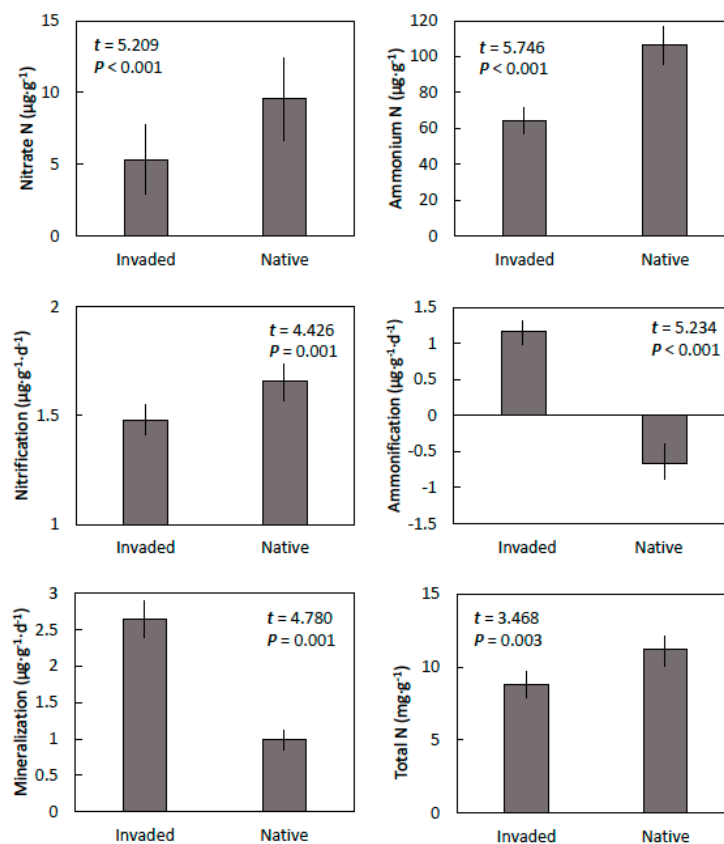 15
10
5
0
Nitrate N (µg·g⁻¹)
t = 5.209
P < 0.001
Invaded Native
120
100
80
60
40
20
0
Ammonium N (µg·g⁻¹)
t = 5.746
P < 0.001
Invaded Native
2
1.5
1
Nitrification (µg·g⁻¹·d⁻¹)
t = 4.426
P = 0.001
Invaded Native
1.5
1
0.5
0
-0.5
-1
-1.5
Ammonification (µg·g⁻¹·d⁻¹)
t = 5.234
P < 0.001
Invaded Native
3
2.5
2
1.5
1
0.5
0
Mineralization (µg·g⁻¹·d⁻¹)
t = 4.780
P = 0.001
Invaded Native
15
10
5
0
Total N (mg·g⁻¹)
t = 3.468
P = 0.003
Invaded Native